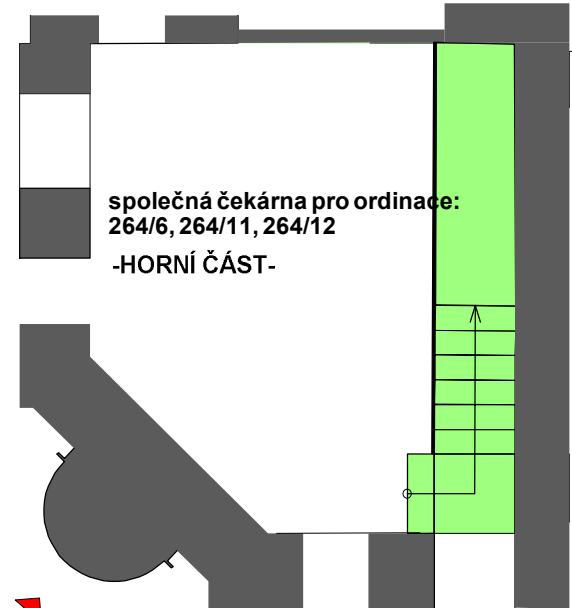 společná čekárna pro ordinace:
264/6, 264/11, 264/12
-HORNÍ ČÁST-